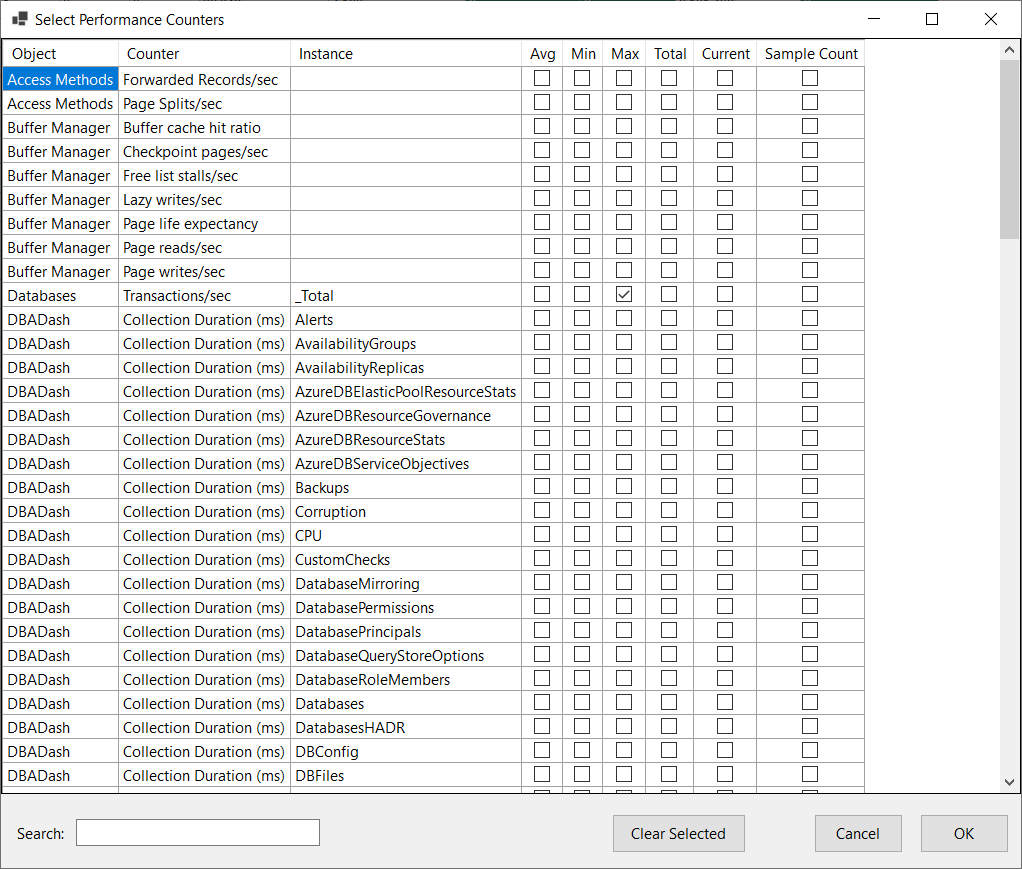 Select Performance Counters
Object Counter Instance Avg Min Max Total Current Sample Count
Access Methods Forwarded Records/sec
Access Methods Page Splits/sec
Buffer Manager Buffer cache hit ratio
Buffer Manager Checkpoint pages/sec
Buffer Manager Free list stalls/sec
Buffer Manager Lazy writes/sec
Buffer Manager Page life expectancy
Buffer Manager Page reads/sec
Buffer Manager Page writes/sec
Databases Transactions/sec _Total
DBADash Collection Duration (ms) Alerts
DBADash Collection Duration (ms) AvailabilityGroups
DBADash Collection Duration (ms) AvailabilityReplicas
DBADash Collection Duration (ms) AzureDBElasticPoolResourceStats
DBADash Collection Duration (ms) AzureDBResourceGovernance
DBADash Collection Duration (ms) AzureDBResourceStats
DBADash Collection Duration (ms) AzureDBServiceObjectives
DBADash Collection Duration (ms) Backups
DBADash Collection Duration (ms) Corruption
DBADash Collection Duration (ms) CPU
DBADash Collection Duration (ms) CustomChecks
DBADash Collection Duration (ms) DatabaseMirroring
DBADash Collection Duration (ms) DatabasePermissions
DBADash Collection Duration (ms) DatabasePrincipals
DBADash Collection Duration (ms) DatabaseQueryStoreOptions
DBADash Collection Duration (ms) DatabaseRoleMembers
DBADash Collection Duration (ms) Databases
DBADash Collection Duration (ms) DatabasesHADR
DBADash Collection Duration (ms) DBConfig
DBADash Collection Duration (ms) DBFiles
Search: Clear Selected Cancel OK